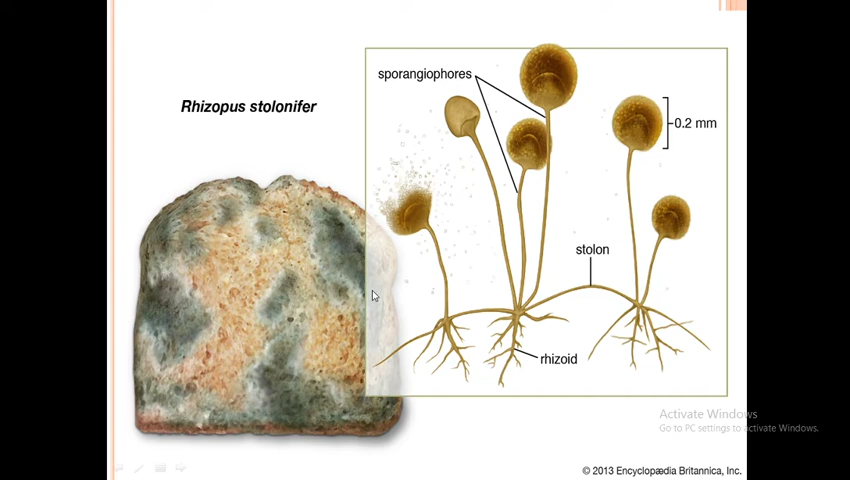 Rhizopus stolonifer
sporangiophores
0.2 mm
stolon
rhizoid
Activate Windows
Go to PC settings to activate Windows.
© 2013 Encyclopædia Britannica, Inc.